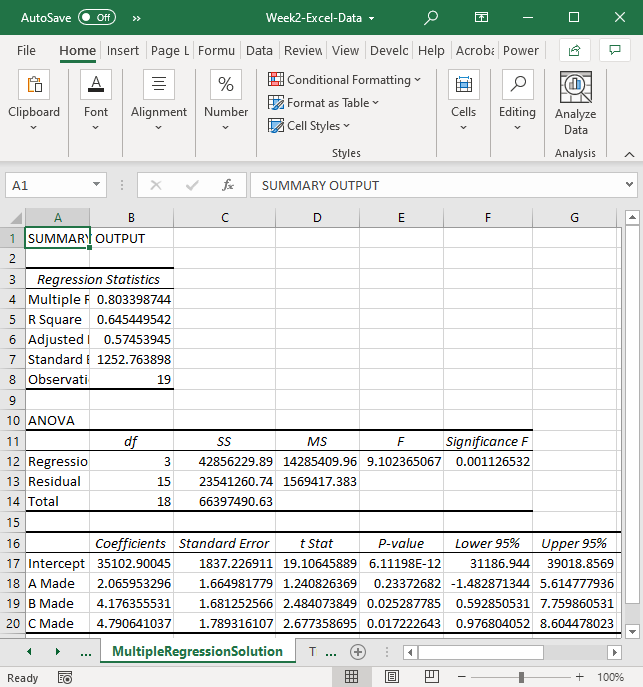 AutoSave Off » Week2-Excel-Data
File Home Insert Page L Formu Data Review View Develc Help Acroba Power
Clipboard
Font
Alignment
%
Number
Conditional Formatting
Format as Table
Cell Styles
Styles
Cells
Editing
Analyze
Data
Analysis
A1 fx SUMMARY OUTPUT
A B C D E F G
1 SUMMARY OUTPUT
2
3 Regression Statistics
4 Multiple R 0.803398744
5 R Square 0.645449542
6 Adjusted 0.57453945
7 Standard E 1252.763898
8 Observati 19
9
10 ANOVA
11 df SS MS F Significance F
12 Regressio 3 42856229.89 14285409.96 9.102365067 0.001126532
13 Residual 15 23541260.74 1569417.383
14 Total 18 66397490.63
15
16 Coefficients Standard Error t Stat P-value Lower 95% Upper 95%
17 Intercept 35102.90045 1837.226911 19.10645889 6.11198E-12 31186.944 39018.8569
18 A Made 2.065953296 1.664981779 1.240826369 0.23372682 -1.482871344 5.614777936
19 B Made 4.176355531 1.681252566 2.484073849 0.025287785 0.592850531 7.759860531
20 C Made 4.790641037 1.789316107 2.677358695 0.017222643 0.976804052 8.604478023
... MultipleRegressionSolution T ...
Ready 100%